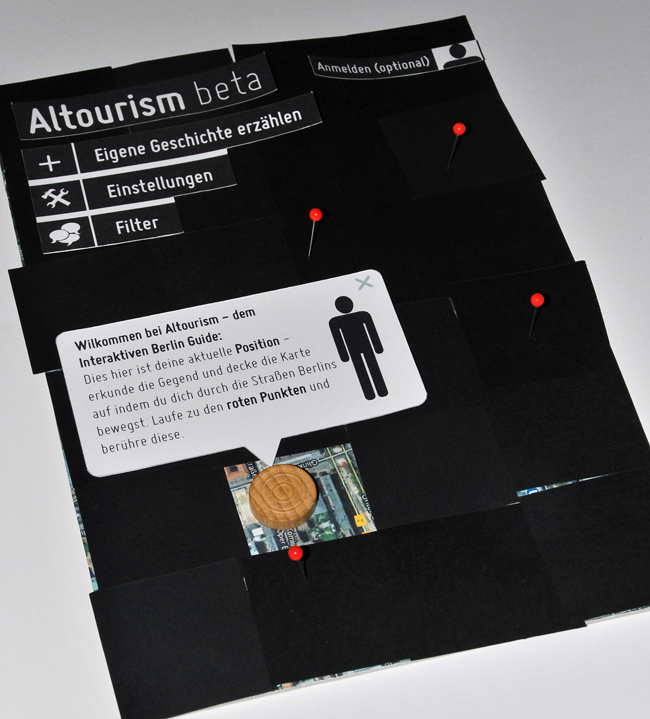 Altourism beta
Anmelden (optional)
Eigene Geschichte erzählen
Einstellungen
Filter
Wilkommen bei Altourism – dem
Interaktiven Berlin Guide:
Dies hier ist deine aktuelle Position –
erkunde die Gegend und decke die Karte
auf indem du dich durch die Straßen Berlins
bewegst. Laufe zu den roten Punkten und
berühre diese.